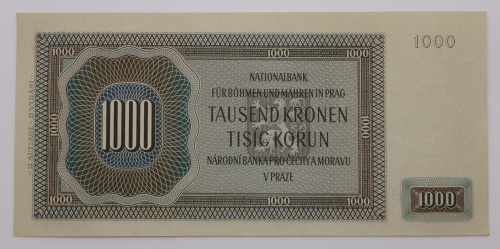 1000 1000 1000
1000
NATIONALBANK
FÜR BÖHMEN UND MÄHREN IN PRAG
TAUSEND KRONEN
TISÍC KORUN
NÁRODNÍ BANKA PRO ČECHY A MORAVU
V PRAZE
1000
1000 1000
1000
1000 1000 1000